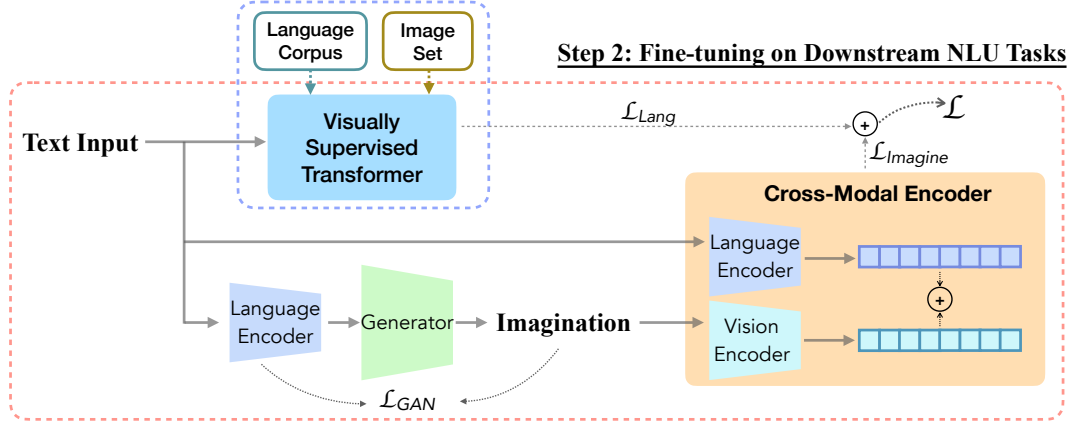 Language
Corpus
Image
Set
Step 2: Fine-tuning on Downstream NLU Tasks
Text Input
Visually
Supervised
Transformer
ℒLang
+
ℒ
ℒImagine
Cross-Modal Encoder
Language
Encoder
+
Language
Encoder
Generator
Imagination
Vision
Encoder
ℒGAN